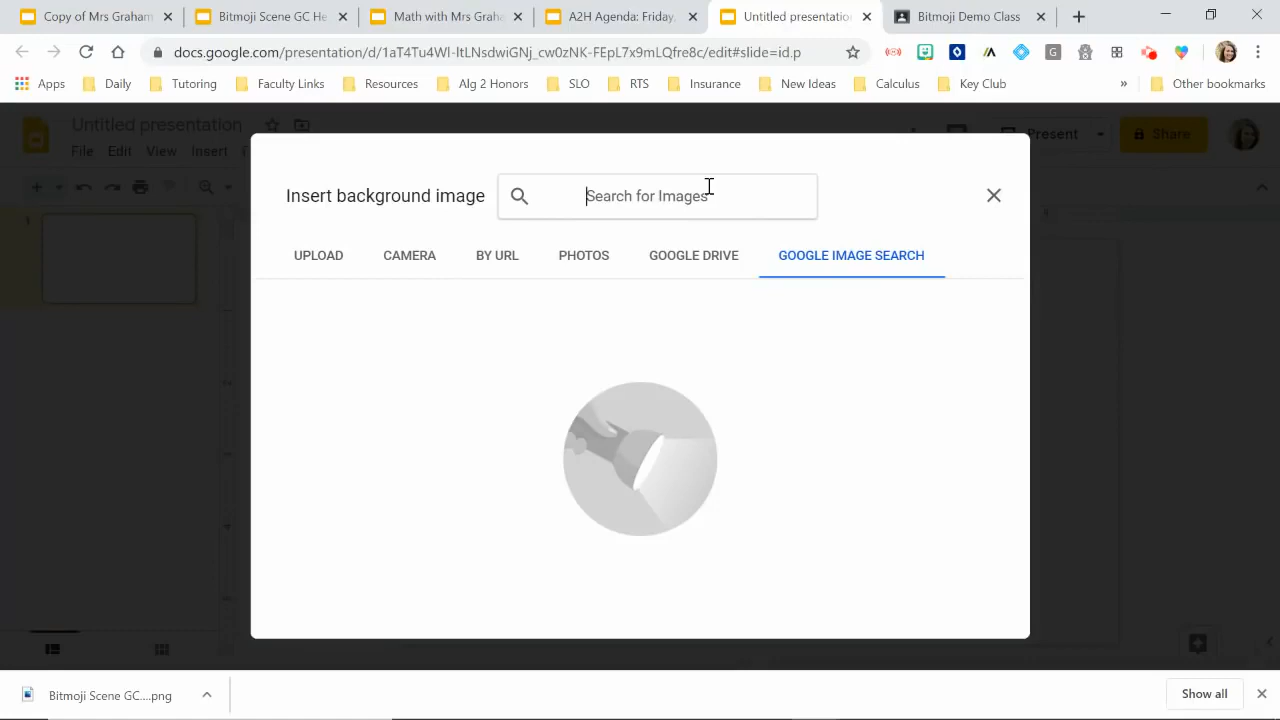 Copy of Mrs Graham
Bitmoji Scene GC He
Math with Mrs Graha
A2H Agenda: Friday,
Untitled presentation
Bitmoji Demo Class
docs.google.com/presentation/d/1aT4Tu4Wl-ltLNsdwiGNj_cw0zNK-FEpL7x9mLQfre8c/edit#slide=id.p
Apps Daily Tutoring Faculty Links Resources Alg 2 Honors SLO RTS Insurance New Ideas Calculus Key Club » Other bookmarks
Untitled presentation
File Edit View Insert
Present
Share
Insert background image
Search for Images
UPLOAD CAMERA BY URL PHOTOS GOOGLE DRIVE GOOGLE IMAGE SEARCH
1
Bitmoji Scene GC....png
Show all